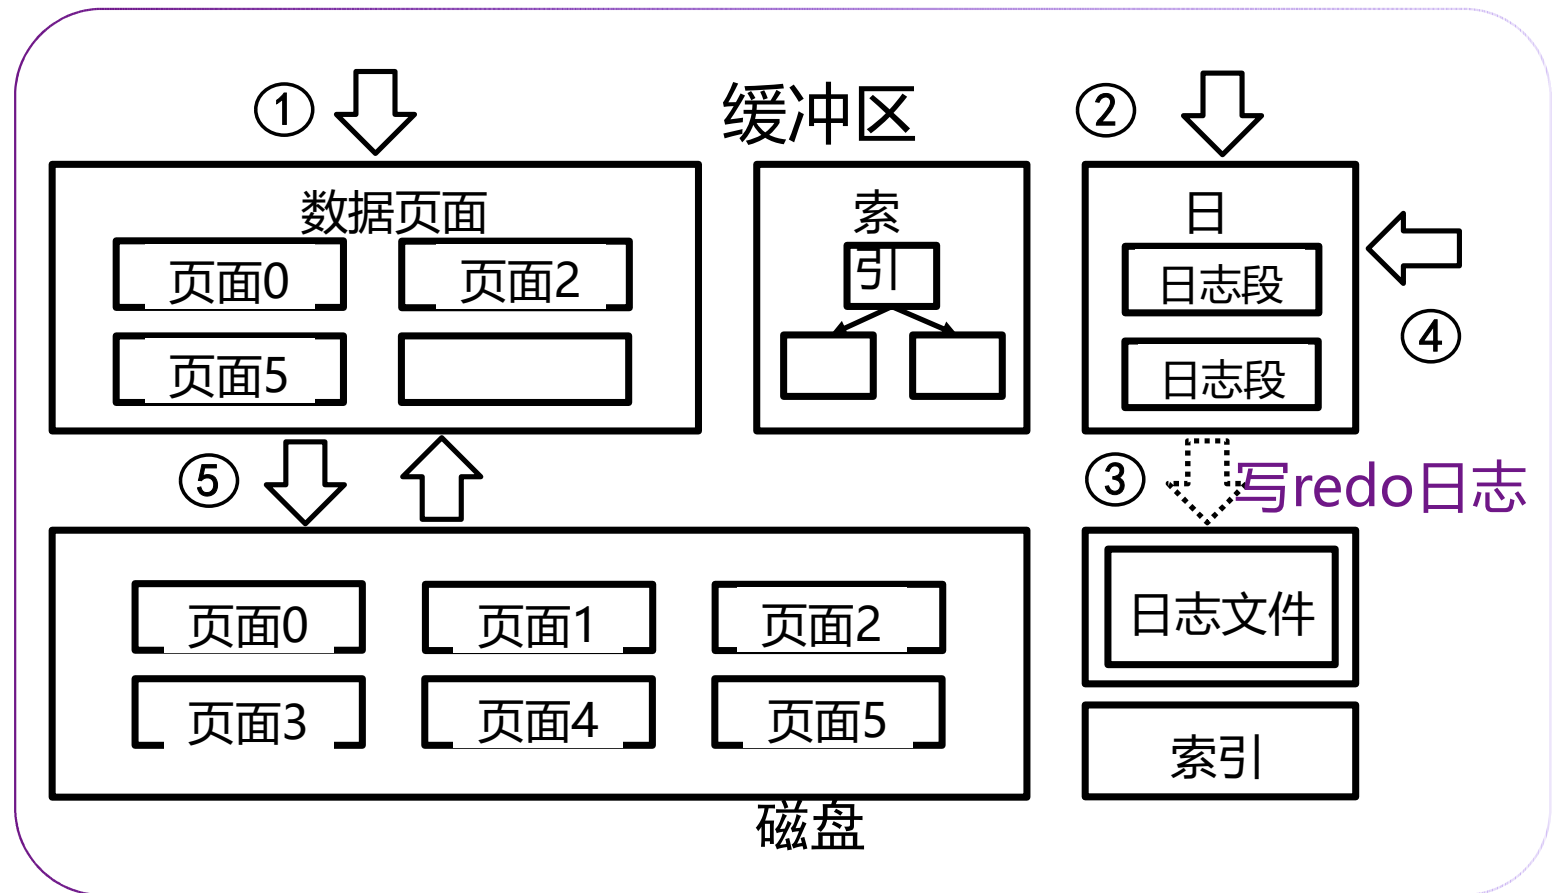 ①
缓冲区
②
数据页面
索
引
日
页面0
页面2
日志段
页面5
日志段
④
⑤
③
写redo日志
页面0
页面1
页面2
日志文件
页面3
页面4
页面5
索引
磁盘